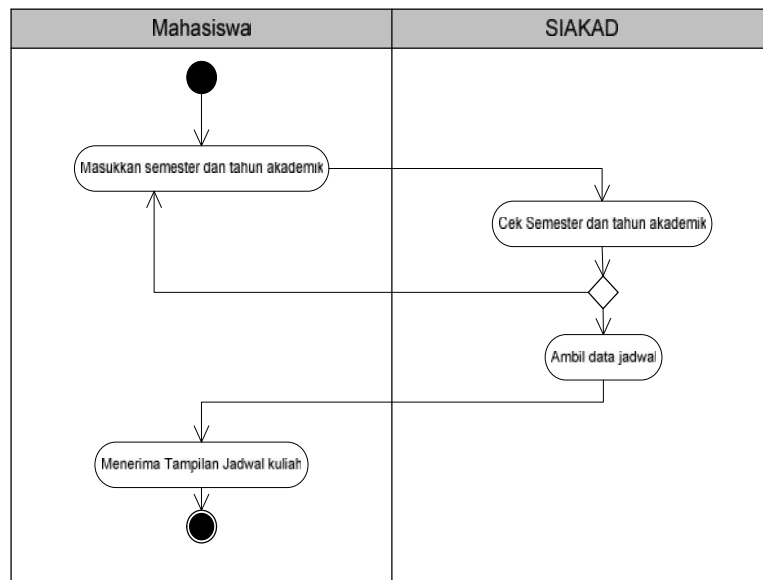 Mahasiswa
SIAKAD
Masukkan semester dan tahun akademik
Cek Semester dan tahun akademik
Ambil data jadwal
Menerima Tampilan Jadwal kuliah